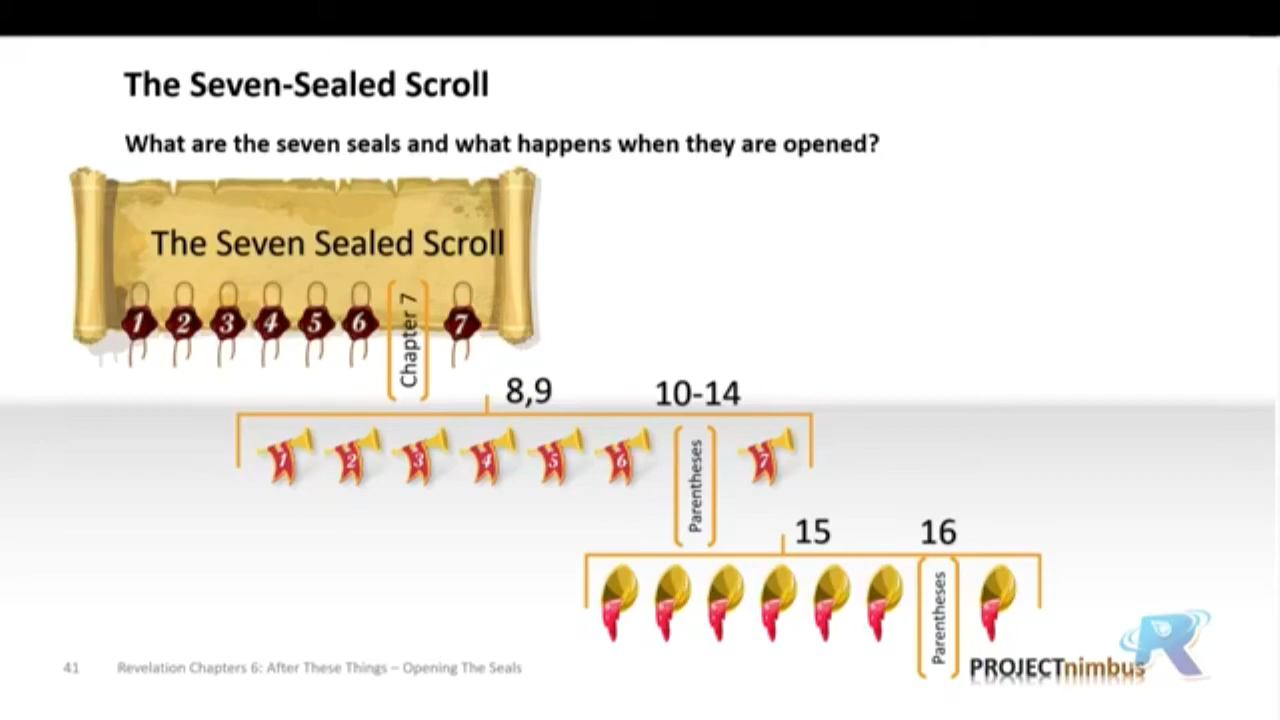 The Seven-Sealed Scroll
What are the seven seals and what happens when they are opened?
The Seven Sealed Scroll
1 2 3 4 5 6 Chapter 7 7
8,9 10-14
1 2 3 4 5 6 Parentheses 7
15 16
Parentheses
41 Revelation Chapters 6: After These Things – Opening The Seals
PROJECTnimbus
R